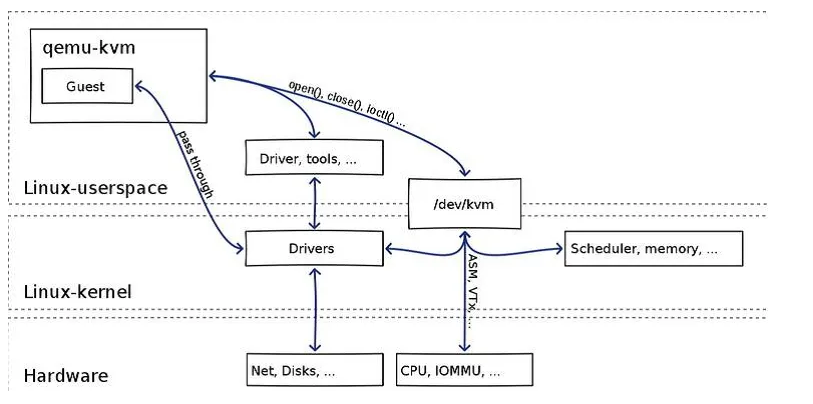 qemu-kvm
Guest
open(), close(), ioctl() ...
pass through
Driver, tools, ...
Linux-userspace
/dev/kvm
Drivers
Scheduler, memory, ...
ASM, VTx, ...
Linux-kernel
Net, Disks, ...
CPU, IOMMU, ...
Hardware